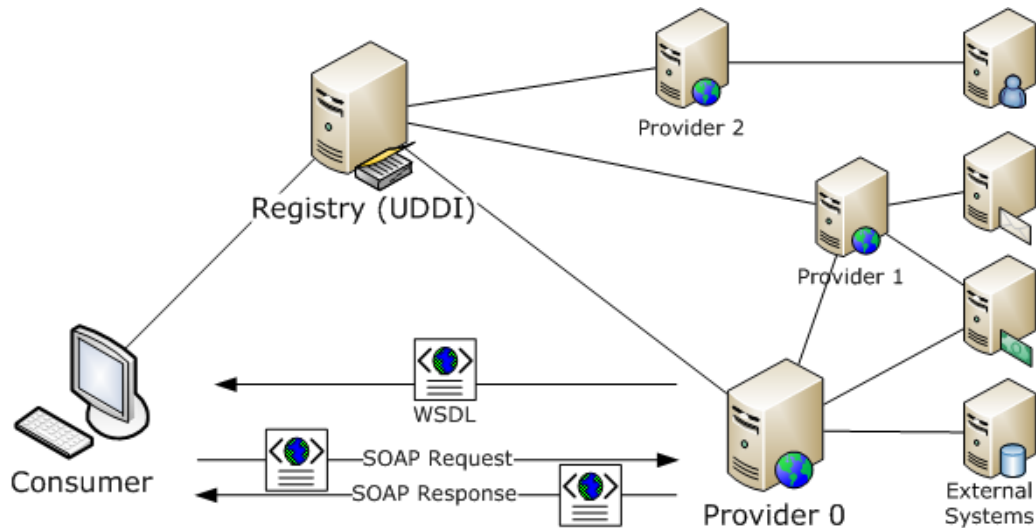 Provider 2
Registry (UDDI)
Provider 1
WSDL
SOAP Request
SOAP Response
Consumer
Provider 0
External
Systems